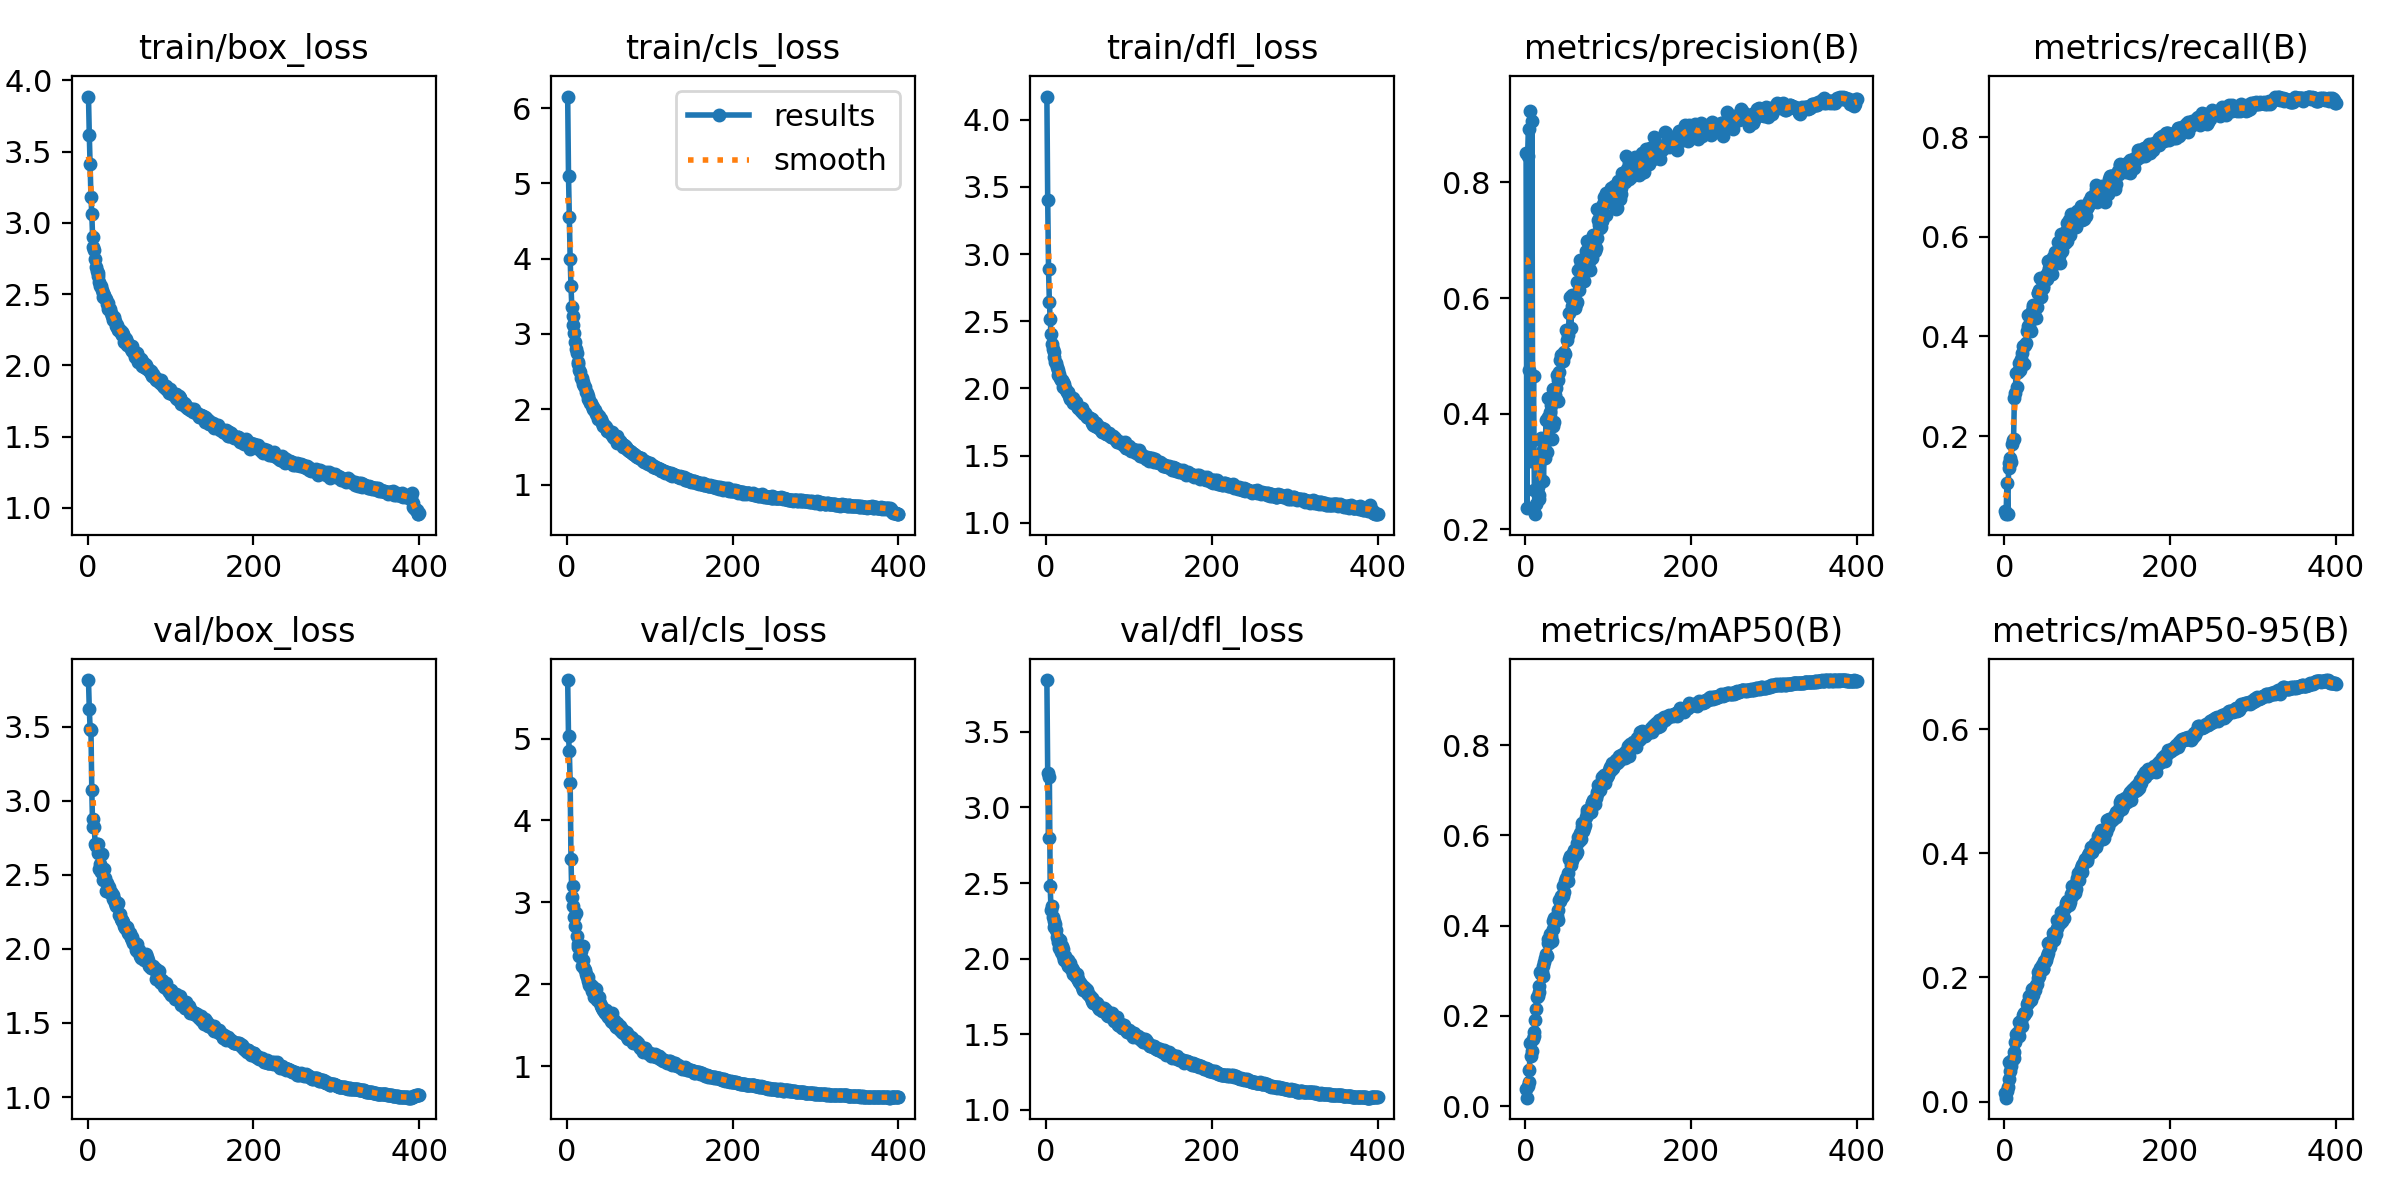 train/box_loss
4.0
3.5
3.0
2.5
2.0
1.5
1.0
0 200 400
train/cls_loss
results
smooth
6
5
4
3
2
1
0 200 400
train/dfl_loss
4.0
3.5
3.0
2.5
2.0
1.5
1.0
0 200 400
metrics/precision(B)
0.8
0.6
0.4
0.2
0 200 400
metrics/recall(B)
0.8
0.6
0.4
0.2
0 200 400
val/box_loss
3.5
3.0
2.5
2.0
1.5
1.0
0 200 400
val/cls_loss
5
4
3
2
1
0 200 400
val/dfl_loss
3.5
3.0
2.5
2.0
1.5
1.0
0 200 400
metrics/mAP50(B)
0.8
0.6
0.4
0.2
0.0
0 200 400
metrics/mAP50-95(B)
0.6
0.4
0.2
0.0
0 200 400